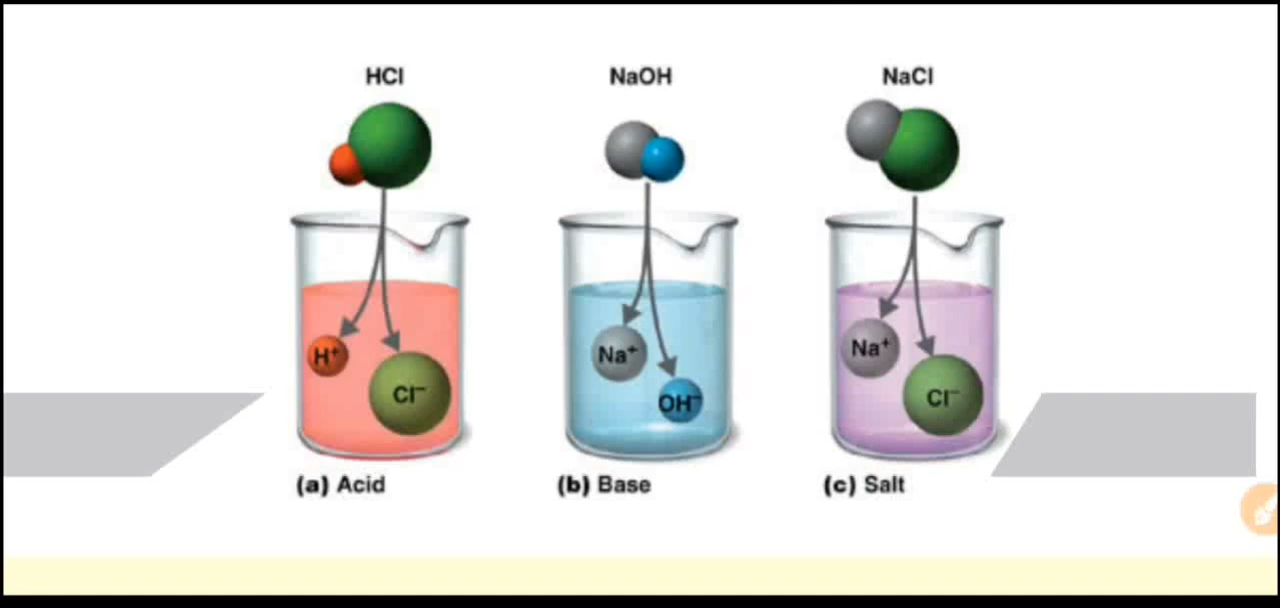 HCl
NaOH
NaCl
H⁺
Cl⁻
Na⁺
OH⁻
Na⁺
Cl⁻
(a) Acid
(b) Base
(c) Salt